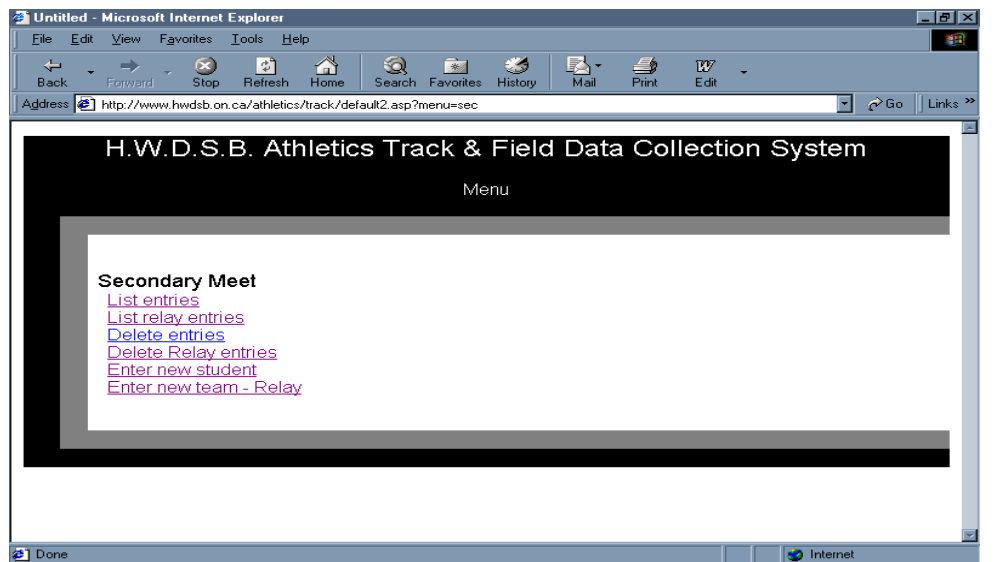 Untitled - Microsoft Internet Explorer
File Edit View Favorites Tools Help
Back Forward Stop Refresh Home Search Favorites History Mail Print Edit
Address http://www.hwdsb.on.ca/athletics/track/default2.asp?menu=sec Go Links »
H.W.D.S.B. Athletics Track & Field Data Collection System
Menu
Secondary Meet
List entries
List relay entries
Delete entries
Delete Relay entries
Enter new student
Enter new team - Relay
Done Internet